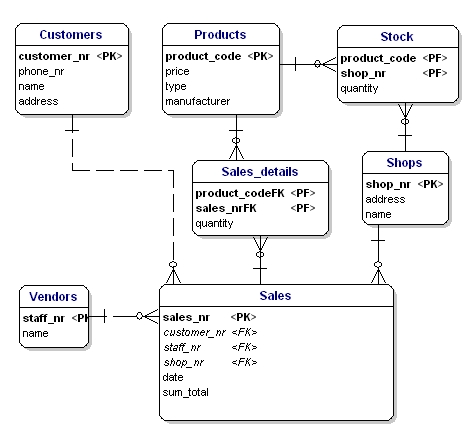 Customers
customer_nr <PK>
phone_nr
name
address
Products
product_code <PK>
price
type
manufacturer
Stock
product_code <PF>
shop_nr <PF>
quantity
Sales_details
product_codeFK <PF>
sales_nrFK <PF>
quantity
Shops
shop_nr <PK>
address
name
Vendors
staff_nr <PK
name
Sales
sales_nr <PK>
customer_nr <FK>
staff_nr <FK>
shop_nr <FK>
date
sum_total